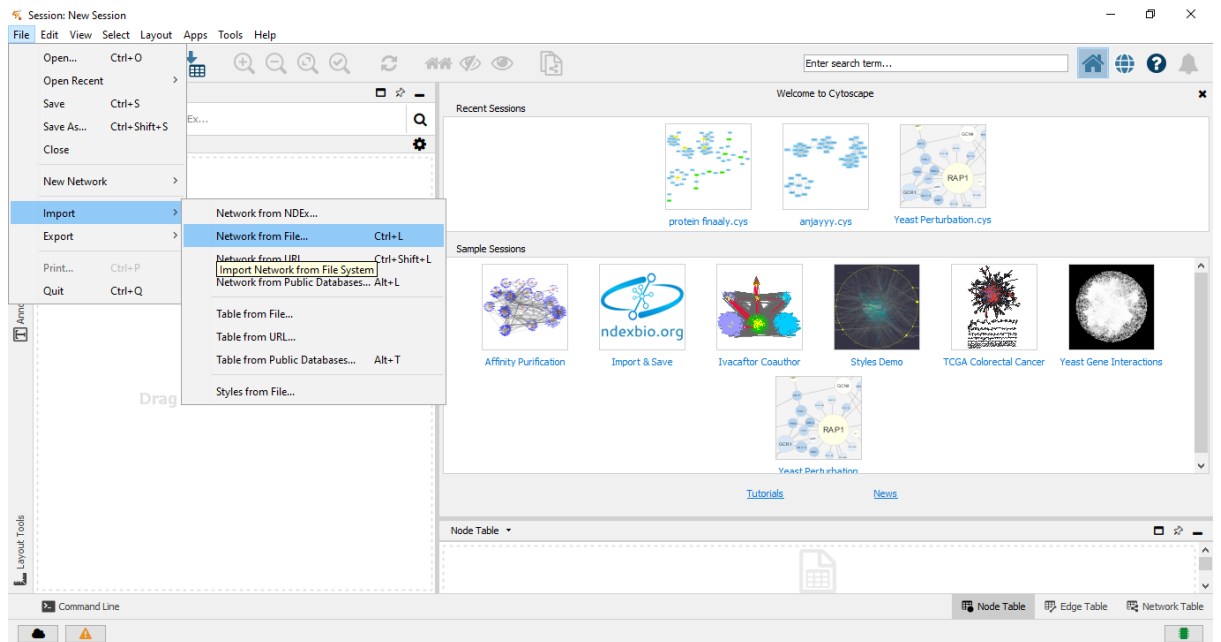 Session: New Session
File Edit View Select Layout Apps Tools Help
Open... Ctrl+O
Open Recent
Save Ctrl+S
Save As... Ctrl+Shift+S
Close
New Network
Import
Export
Print... Ctrl+P
Quit Ctrl+Q
Network from NDEx...
Network from File... Ctrl+L
Network from URL Ctrl+Shift+L
Import Network from File System
Network from Public Databases... Alt+L
Table from File...
Table from URL...
Table from Public Databases... Alt+T
Styles from File...
Ex...
Drag
Layout Tools
Enter search term...
Welcome to Cytoscape
Recent Sessions
GCN4
RAP1
GCR1
protein finaaly.cys
anjayyy.cys
Yeast Perturbation.cys
Sample Sessions
ndexbio.org
Affinity Purification
Import & Save
Ivacaftor Coauthor
Styles Demo
TCGA Colorectal Cancer
Yeast Gene Interactions
GCN4
RAP1
GCR1
Yeast Perturbation
Tutorials
News
Node Table
Command Line
Node Table
Edge Table
Network Table